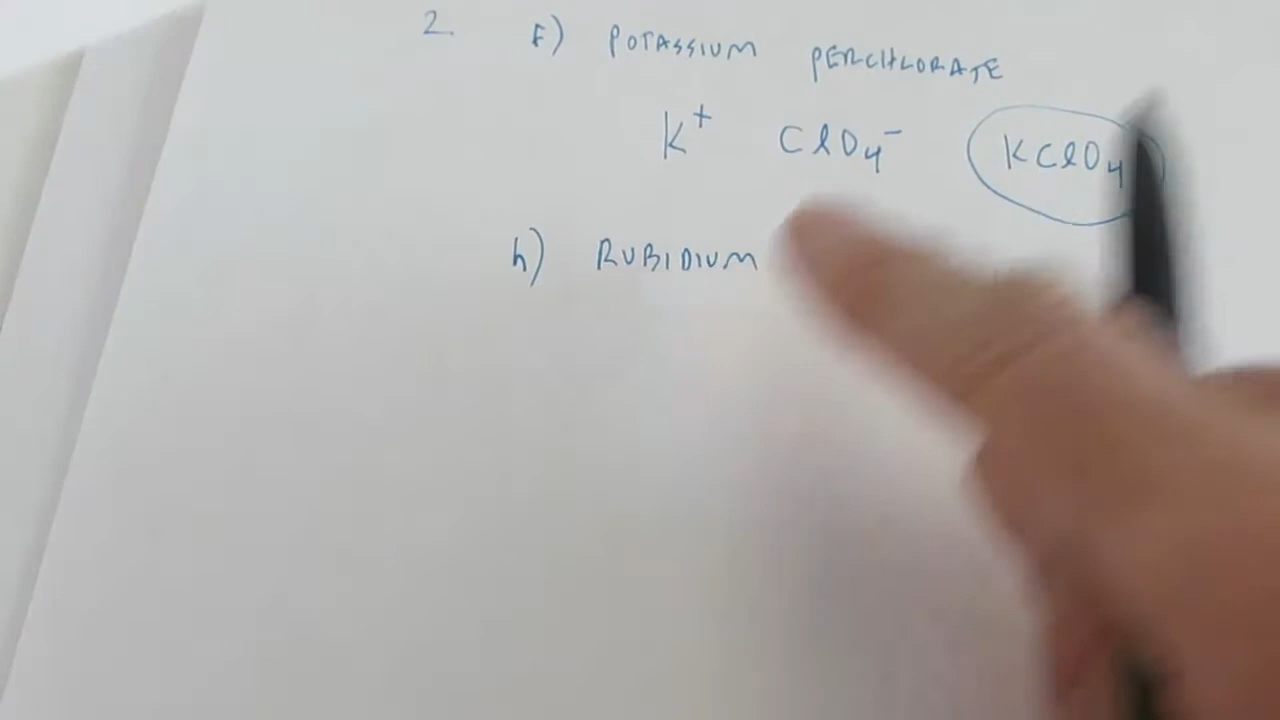 2. F) POTASSIUM PERCHLORATE
K⁺ ClO₄⁻ KClO₄
h) RUBIDIUM